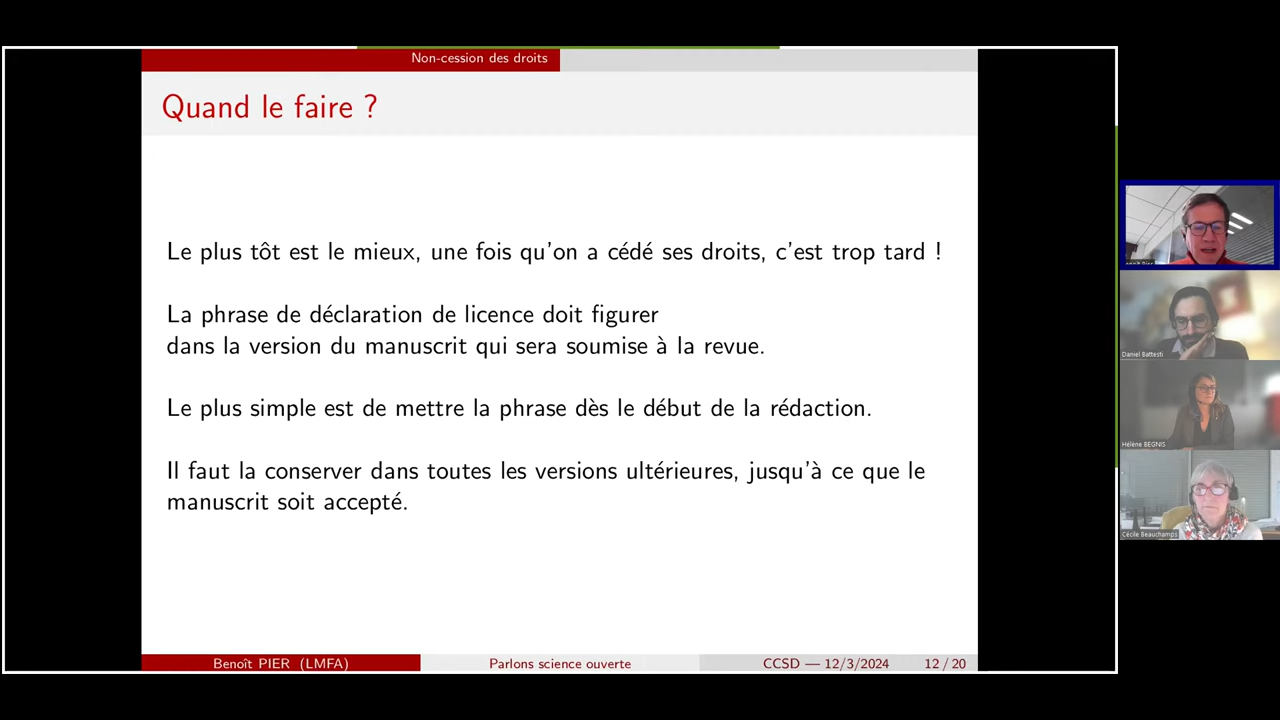 Non-cession des droits
Quand le faire ?
Le plus tôt est le mieux, une fois qu'on a cédé ses droits, c'est trop tard !
La phrase de déclaration de licence doit figurer
dans la version du manuscrit qui sera soumise à la revue.
Le plus simple est de mettre la phrase dès le début de la rédaction.
Il faut la conserver dans toutes les versions ultérieures, jusqu'à ce que le
manuscrit soit accepté.
Benoît PIER (LMFA)
Parlons science ouverte
CCSD — 12/3/2024
12 / 20
Daniel Battesti
Hélène BEGNIS
Cécile Beauchamps